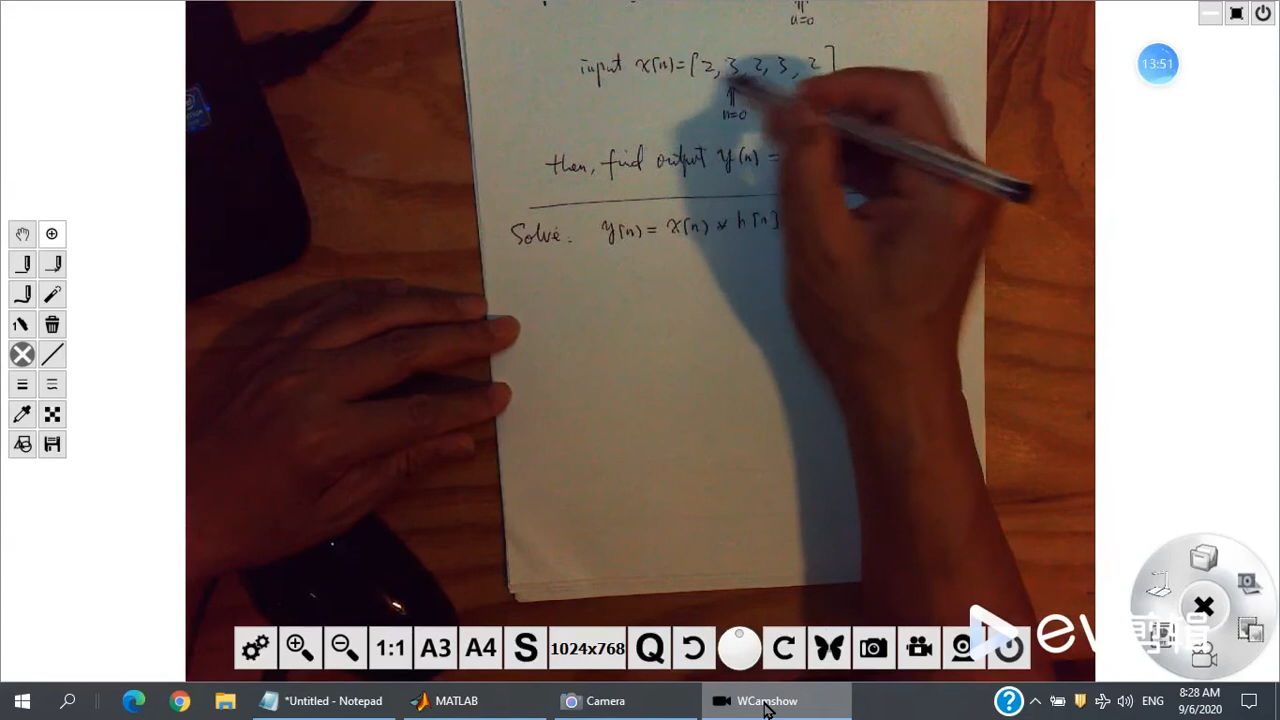 n=0
input x[n]=[2, 3, 2, 3, 2]
⇑
n=0
then, find output y[n] =
Solve: y[n] = x[n] * h[n]
13:51
1:1 A3 A4 S 1024x768 Q
*Untitled - Notepad MATLAB Camera WCamshow
ENG
8:28 AM
9/6/2020